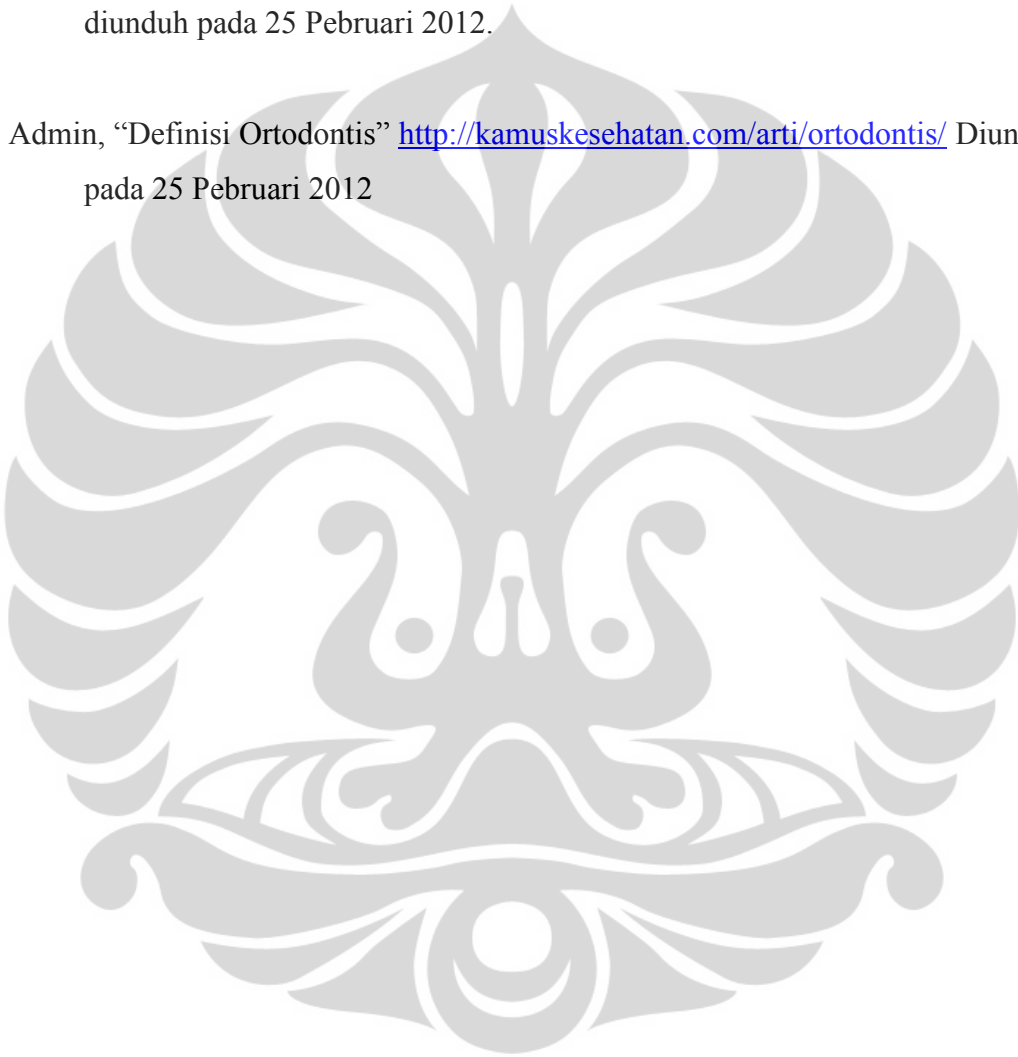 diunduh pada 25 Pebruari 2012.
Admin, “Definisi Ortodontis” http://kamuskesehatan.com/arti/ortodontis/ Diun
pada 25 Pebruari 2012